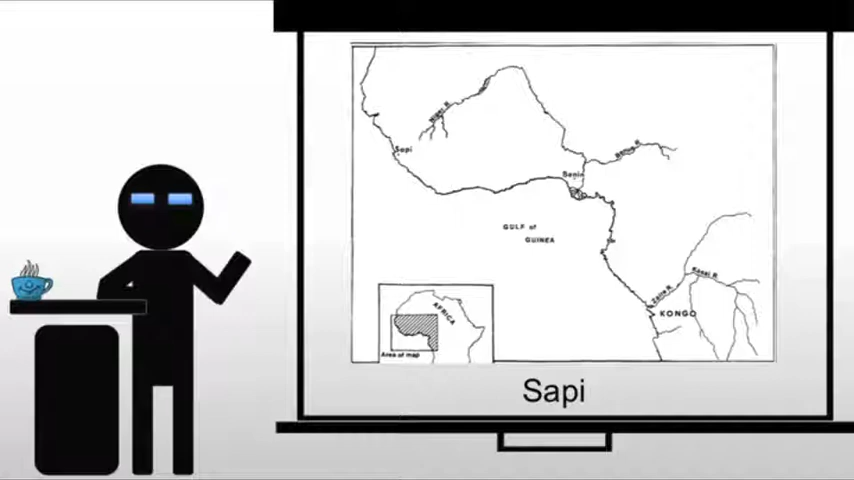 Niger R.
Sapi
Benue R.
Benin
GULF of
GUINEA
Kasai R.
Zaire R.
KONGO
AFRICA
Area of map
Sapi